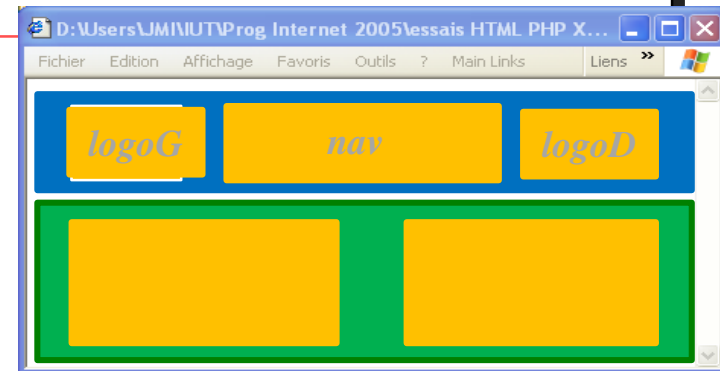 D:\Users\JMI\IUT\Prog Internet 2005\essais HTML PHP X...
Fichier Edition Affichage Favoris Outils ? Main Links Liens »
logoG nav logoD